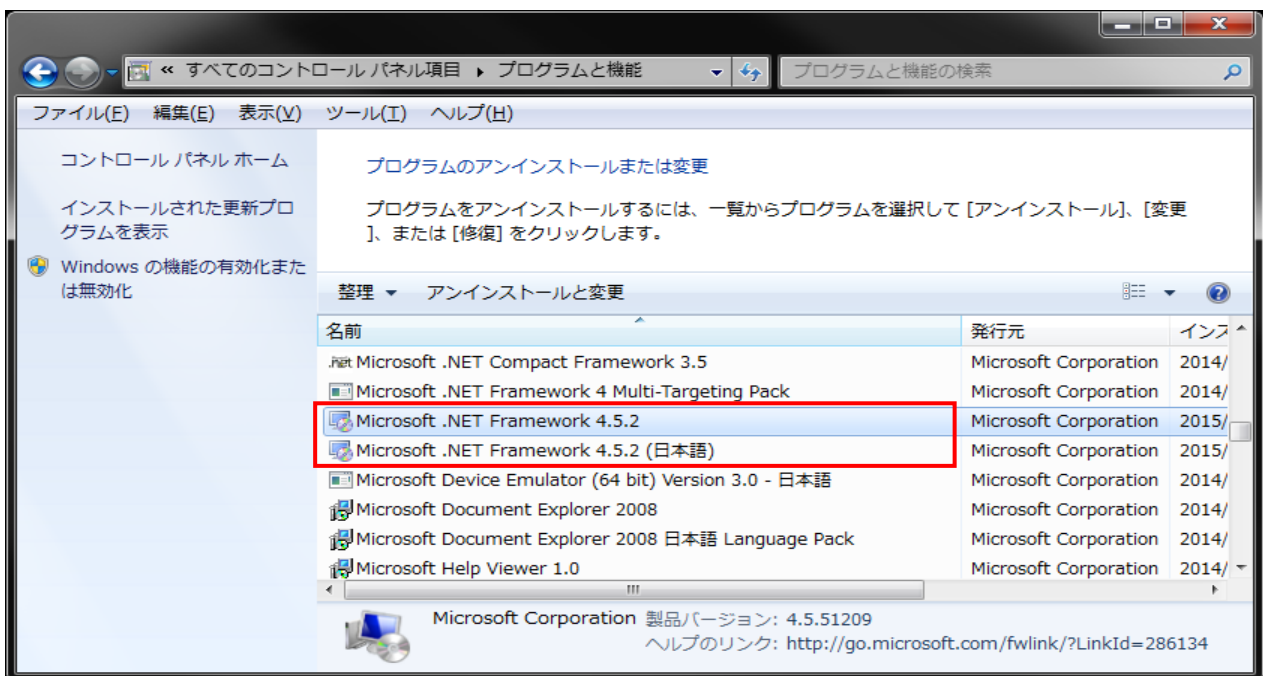 « すべてのコントロール パネル項目 ▸ プログラムと機能
プログラムと機能の検索
ファイル(F) 編集(E) 表示(V) ツール(T) ヘルプ(H)
コントロール パネル ホーム
インストールされた更新プロ
グラムを表示
Windows の機能の有効化また
は無効化
プログラムのアンインストールまたは変更
プログラムをアンインストールするには、一覧からプログラムを選択して [アンインストール]、[変更
]、または [修復] をクリックします。
整理 アンインストールと変更
名前 発行元 インス
Microsoft .NET Compact Framework 3.5 Microsoft Corporation 2014/
Microsoft .NET Framework 4 Multi-Targeting Pack Microsoft Corporation 2014/
Microsoft .NET Framework 4.5.2 Microsoft Corporation 2015/
Microsoft .NET Framework 4.5.2 (日本語) Microsoft Corporation 2015/
Microsoft Device Emulator (64 bit) Version 3.0 - 日本語 Microsoft Corporation 2014/
Microsoft Document Explorer 2008 Microsoft Corporation 2014/
Microsoft Document Explorer 2008 日本語 Language Pack Microsoft Corporation 2014/
Microsoft Help Viewer 1.0 Microsoft Corporation 2014/
Microsoft Corporation 製品バージョン: 4.5.51209
ヘルプのリンク: http://go.microsoft.com/fwlink/?LinkId=286134